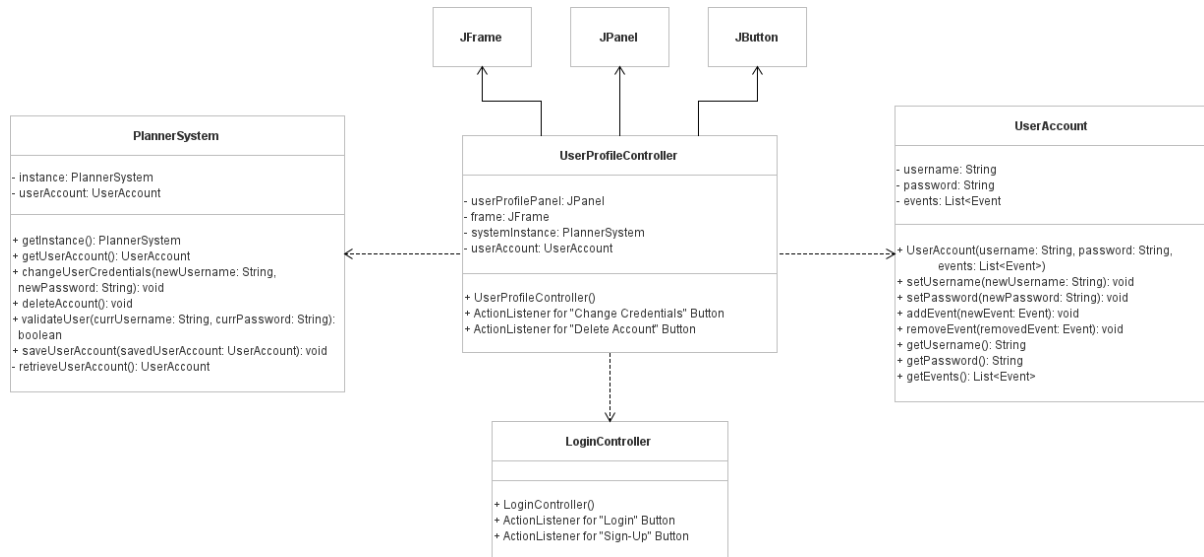 JFrame
JPanel
JButton
PlannerSystem
- instance: PlannerSystem
- userAccount: UserAccount
+ getInstance(): PlannerSystem
+ getUserAccount(): UserAccount
+ changeUserCredentials(newUsername: String,
newPassword: String): void
+ deleteAccount(): void
+ validateUser(currUsername: String, currPassword: String):
boolean
+ saveUserAccount(savedUserAccount: UserAccount): void
- retrieveUserAccount(): UserAccount
UserProfileController
- userProfilePanel: JPanel
- frame: JFrame
- systemInstance: PlannerSystem
- userAccount: UserAccount
+ UserProfileController()
+ ActionListener for "Change Credentials" Button
+ ActionListener for "Delete Account" Button
UserAccount
- username: String
- password: String
- events: List<Event
+ UserAccount(username: String, password: String,
events: List<Event>)
+ setUsername(newUsername: String): void
+ setPassword(newPassword: String): void
+ addEvent(newEvent: Event): void
+ removeEvent(removedEvent: Event): void
+ getUsername(): String
+ getPassword(): String
+ getEvents(): List<Event>
LoginController
+ LoginController()
+ ActionListener for "Login" Button
+ ActionListener for "Sign-Up" Button